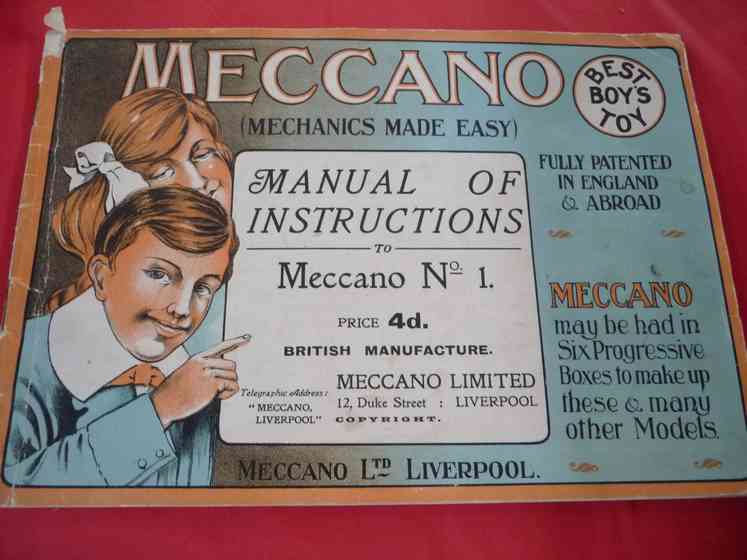 MECCANO
(MECHANICS MADE EASY)
BEST
BOY'S
TOY
FULLY PATENTED
IN ENGLAND
& ABROAD
MANUAL OF
INSTRUCTIONS
TO
Meccano No. 1.
PRICE 4d.
BRITISH MANUFACTURE.
Telegraphic Address:
"MECCANO,
LIVERPOOL"
MECCANO LIMITED
12, Duke Street : LIVERPOOL
COPYRIGHT.
MECCANO
may be had in
Six Progressive
Boxes to make up
these & many
other Models.
MECCANO LTD LIVERPOOL.